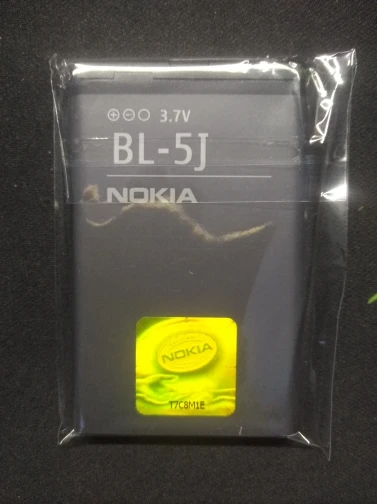 ⊕⊖○ 3.7V
BL-5J
NOKIA
NOKIA
T7C8M1E